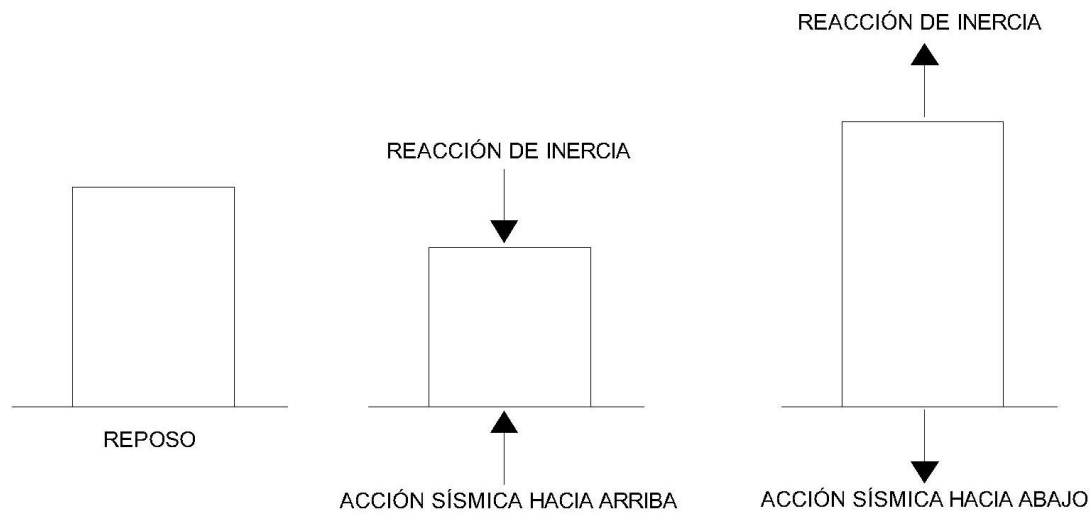 REPOSO
REACCIÓN DE INERCIA
ACCIÓN SÍSMICA HACIA ARRIBA
REACCIÓN DE INERCIA
ACCIÓN SÍSMICA HACIA ABAJO